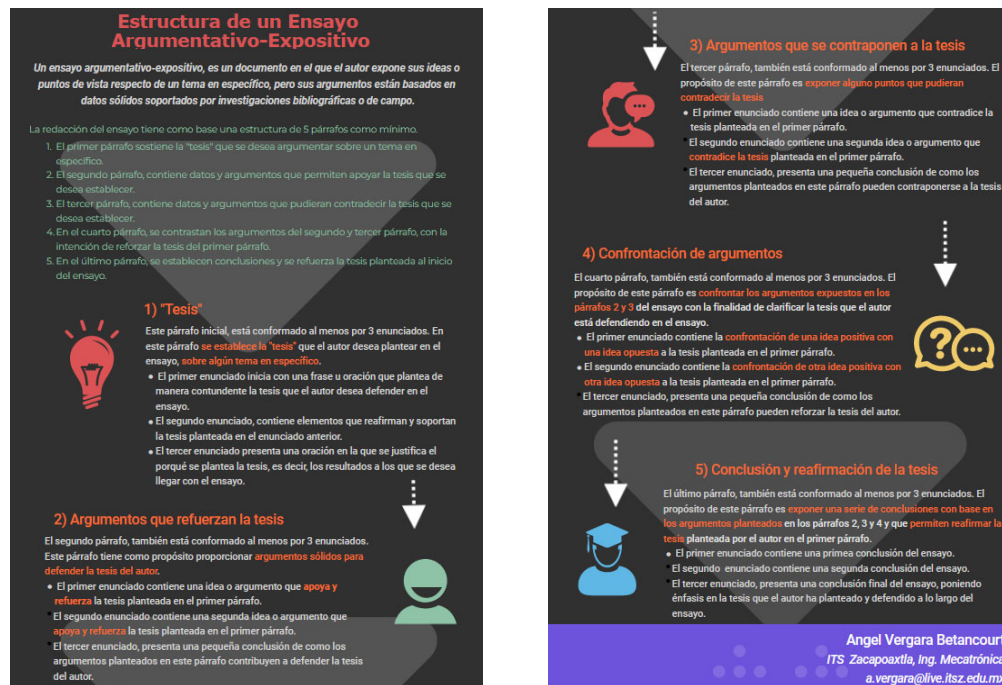 Estructura de un Ensayo
Argumentativo-Expositivo
Un ensayo argumentativo-expositivo, es un documento en el que el autor expone sus ideas o
puntos de vista respecto de un tema en específico, pero sus argumentos están basados en
datos sólidos soportados por investigaciones bibliográficas o de campo.
La redacción del ensayo tiene como base una estructura de 5 párrafos como mínimo.
1. El primer párrafo sostiene la "tesis" que se desea argumentar sobre un tema en
específico.
2. El segundo párrafo, contiene datos y argumentos que permiten apoyar la tesis que se
desea establecer.
3. El tercer párrafo, contiene datos y argumentos que pudieran contradecir la tesis que se
desea establecer.
4. En el cuarto párrafo, se contrastan los argumentos del segundo y tercer párrafo, con la
intención de reforzar la tesis del primer párrafo.
5. En el último párrafo, se establecen conclusiones y se refuerza la tesis planteada al inicio
del ensayo.
1) "Tesis"
Este párrafo inicial, está conformado al menos por 3 enunciados. En
este párrafo se establece la "tesis" que el autor desea plantear en el
ensayo, sobre algún tema en específico.
• El primer enunciado inicia con una frase u oración que plantea de
manera contundente la tesis que el autor desea defender en el
ensayo.
• El segundo enunciado, contiene elementos que reafirman y soportan
la tesis planteada en el enunciado anterior.
• El tercer enunciado presenta una oración en la que se justifica el
porqué se plantea la tesis, es decir, los resultados a los que se desea
llegar con el ensayo.
2) Argumentos que refuerzan la tesis
El segundo párrafo, también está conformado al menos por 3 enunciados.
Este párrafo tiene como propósito proporcionar argumentos sólidos para
defender la tesis del autor.
• El primer enunciado contiene una idea o argumento que apoya y
refuerza la tesis planteada en el primer párrafo.
• El segundo enunciado contiene una segunda idea o argumento que
apoya y refuerza la tesis planteada en el primer párrafo.
• El tercer enunciado, presenta una pequeña conclusión de como los
argumentos planteados en este párrafo contribuyen a defender la tesis
del autor.
3) Argumentos que se contraponen a la tesis
El tercer párrafo, también está conformado al menos por 3 enunciados. El
propósito de este párrafo es exponer alguno puntos que pudieran
contradecir la tesis
• El primer enunciado contiene una idea o argumento que contradice la
tesis planteada en el primer párrafo.
• El segundo enunciado contiene una segunda idea o argumento que
contradice la tesis planteada en el primer párrafo.
• El tercer enunciado, presenta una pequeña conclusión de como los
argumentos planteados en este párrafo pueden contraponerse a la tesis
del autor.
4) Confrontación de argumentos
El cuarto párrafo, también está conformado al menos por 3 enunciados. El
propósito de este párrafo es confrontar los argumentos expuestos en los
párrafos 2 y 3 del ensayo con la finalidad de clarificar la tesis que el autor
está defendiendo en el ensayo.
• El primer enunciado contiene la confrontación de una idea positiva con
una idea opuesta a la tesis planteada en el primer párrafo.
• El segundo enunciado contiene la confrontación de otra idea positiva con
otra idea opuesta a la tesis planteada en el primer párrafo.
• El tercer enunciado, presenta una pequeña conclusión de como los
argumentos planteados en este párrafo pueden reforzar la tesis del autor.
5) Conclusión y reafirmación de la tesis
El último párrafo, también está conformado al menos por 3 enunciados. El
propósito de este párrafo es exponer una serie de conclusiones con base en
los argumentos planteados en los párrafos 2, 3 y 4 y que permiten reafirmar la
tesis planteada por el autor en el primer párrafo.
• El primer enunciado contiene una primea conclusión del ensayo.
• El segundo enunciado contiene una segunda conclusión del ensayo.
• El tercer enunciado, presenta una conclusión final del ensayo, poniendo
énfasis en la tesis que el autor ha planteado y defendido a lo largo del
ensayo.
Angel Vergara Betancourt
ITS Zacapoaxtla, Ing. Mecatrónica
a.vergara@live.itsz.edu.mx